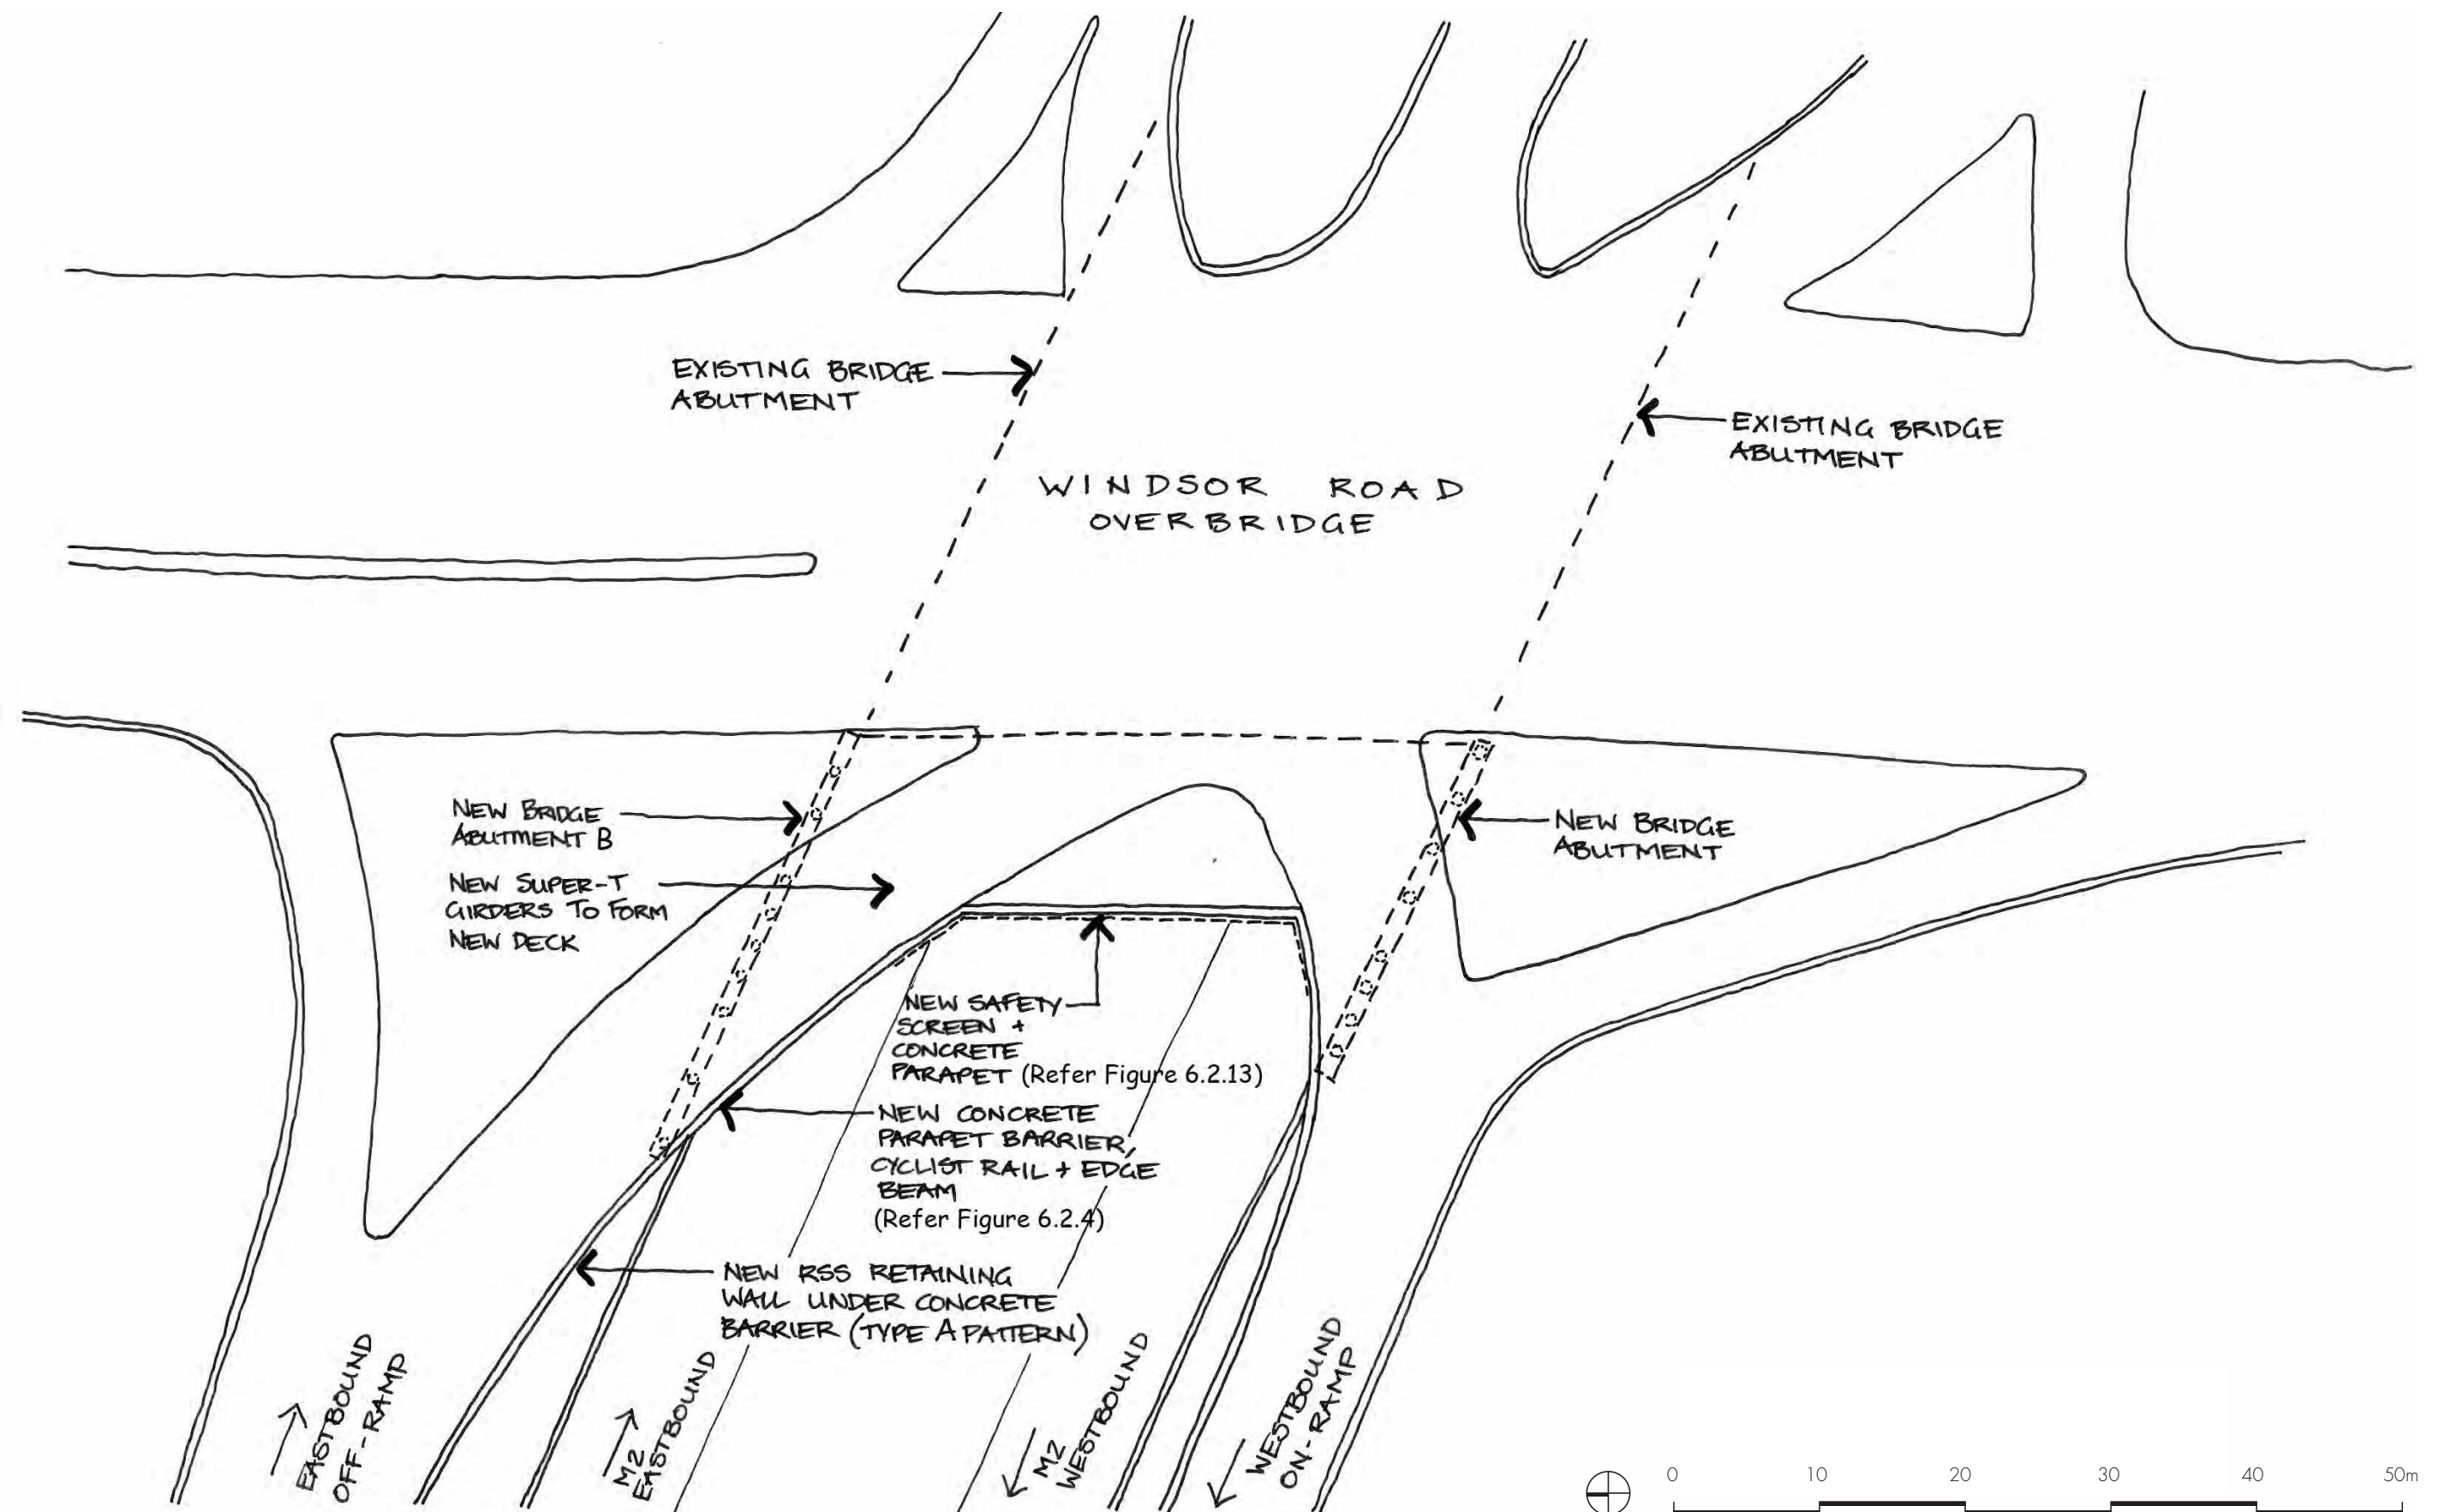 EXISTING BRIDGE
ABUTMENT
EXISTING BRIDGE
ABUTMENT
WINDSOR ROAD
OVERBRIDGE
NEW BRIDGE
ABUTMENT B
NEW BRIDGE
ABUTMENT
NEW SUPER-T
GIRDERS TO FORM
NEW DECK
NEW SAFETY
SCREEN +
CONCRETE
PARAPET (Refer Figure 6.2.13)
NEW CONCRETE
PARAPET BARRIER,
CYCLIST RAIL + EDGE
BEAM
(Refer Figure 6.2.4)
NEW RSS RETAINING
WALL UNDER CONCRETE
BARRIER (TYPE A PATTERN)
EASTBOUND
OFF-RAMP
M2
EASTBOUND
M2
WESTBOUND
WESTBOUND
ON-RAMP
0 10 20 30 40 50m